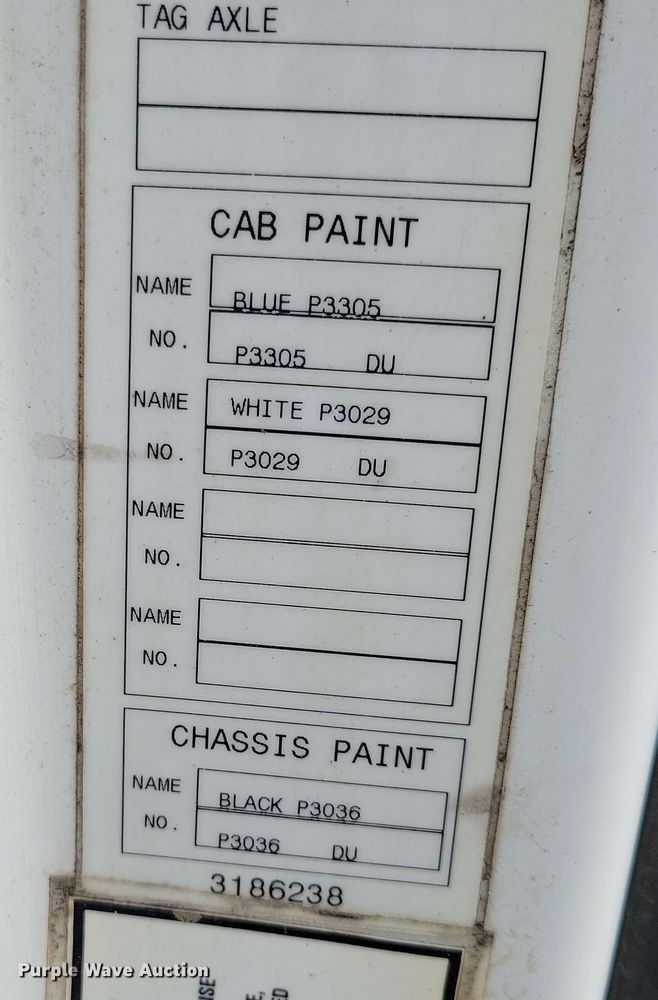 TAG AXLE
CAB PAINT
NAME BLUE P3305
NO. P3305 DU
NAME WHITE P3029
NO. P3029 DU
NAME
NO.
NAME
NO.
CHASSIS PAINT
NAME BLACK P3036
NO. P3036 DU
3186238
Purple Wave Auction